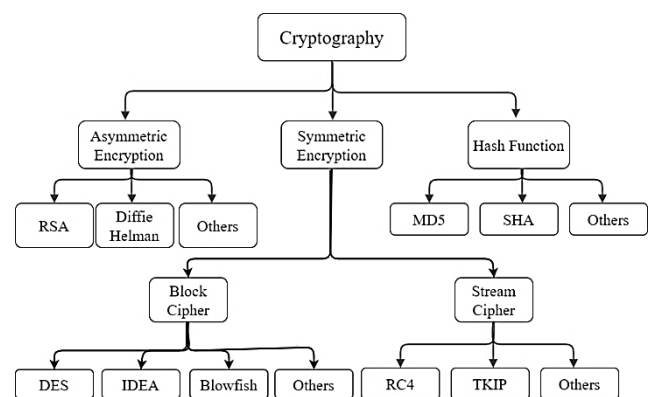 Cryptography
Asymmetric
Encryption
Symmetric
Encryption
Hash Function
RSA
Diffie
Helman
Others
MD5
SHA
Others
Block
Cipher
Stream
Cipher
DES
IDEA
Blowfish
Others
RC4
TKIP
Others